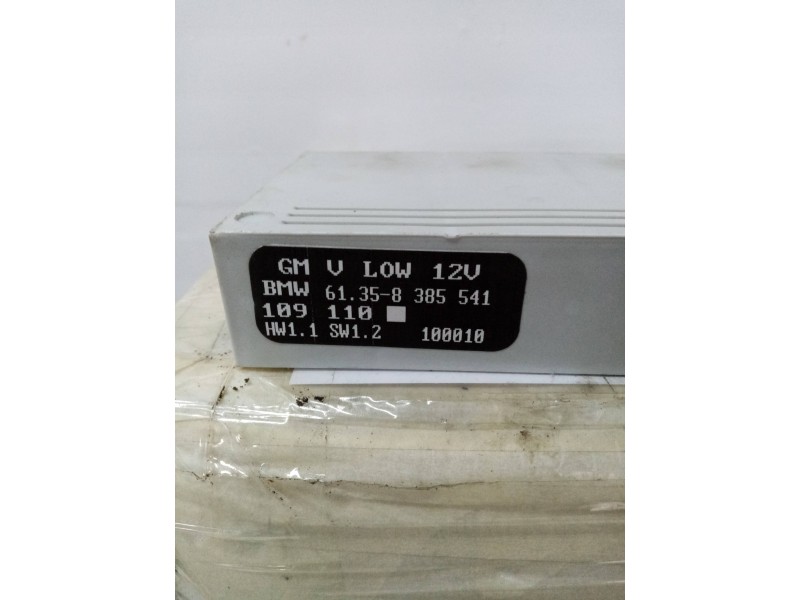 GM V LOW 12V
BMW 61.35-8 385 541
109 110
HW1.1 SW1.2 100010